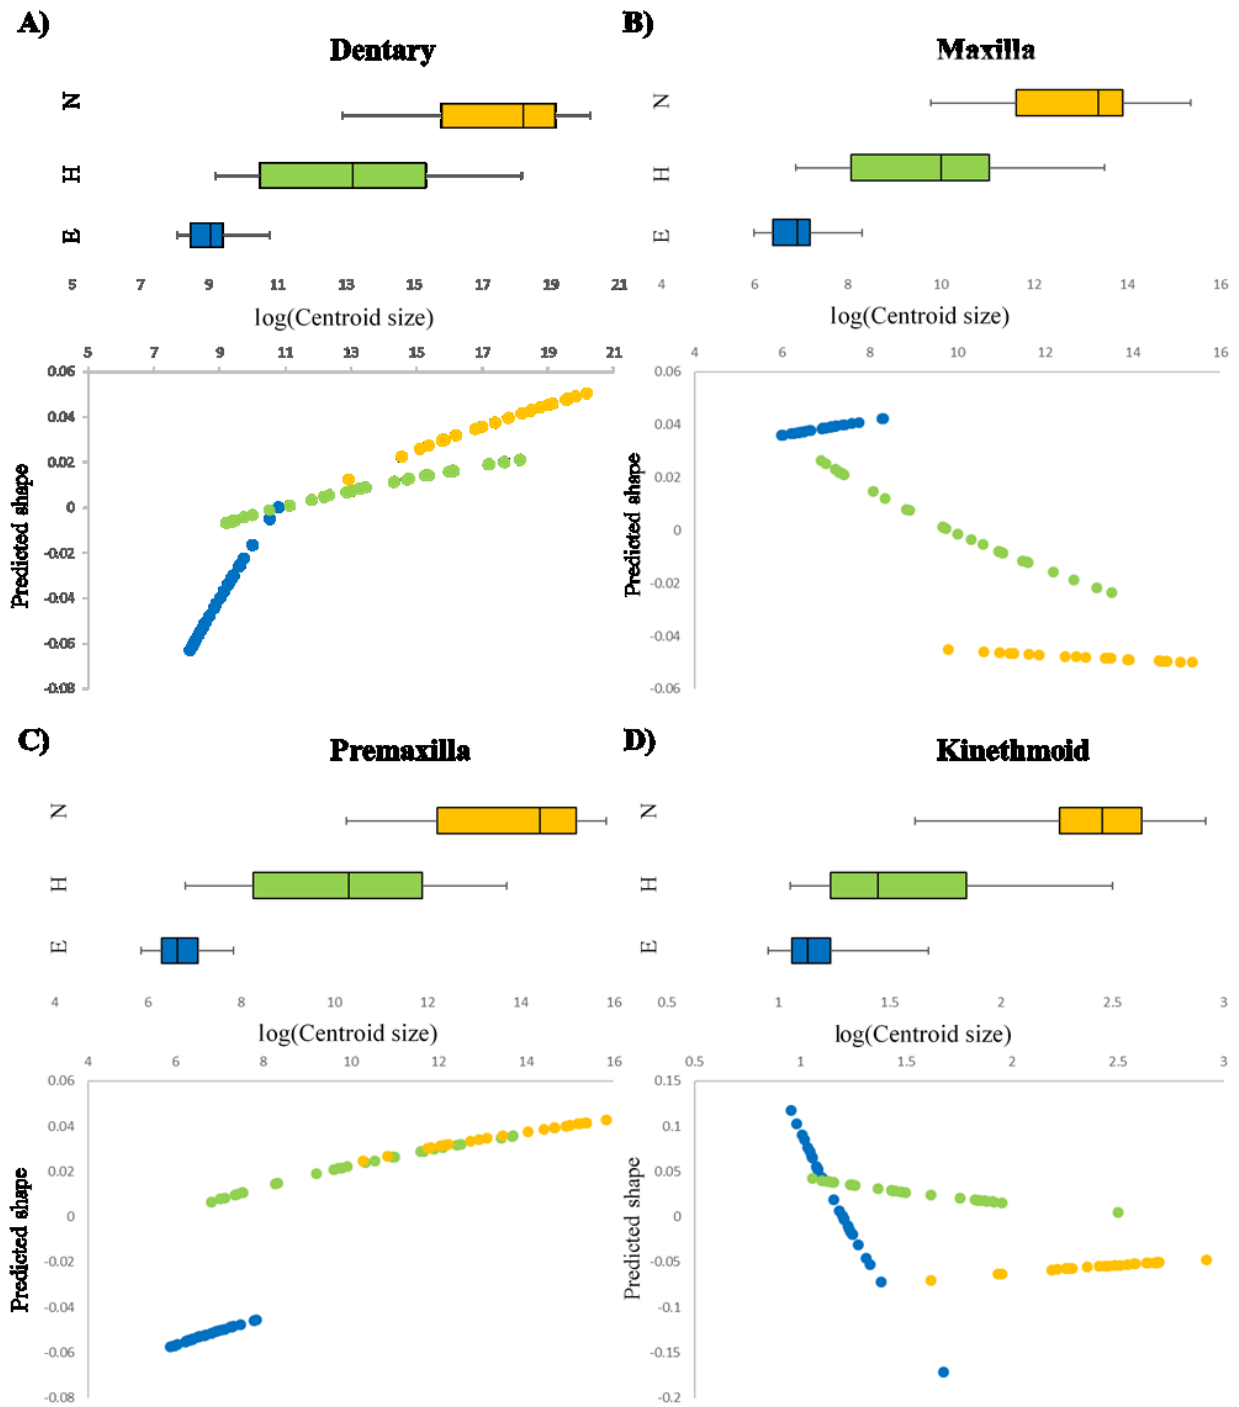 A)
Dentary
N
H
E
5 7 9 11 13 15 17 19 21
log(Centroid size)
5 7 9 11 13 15 17 19 21
0.06
0.04
0.02
0
-0.02
-0.04
-0.06
-0.08
Predicted shape
B)
Maxilla
N
H
E
4 6 8 10 12 14 16
log(Centroid size)
4 6 8 10 12 14 16
0.06
0.04
0.02
0
-0.02
-0.04
-0.06
Predicted shape
C)
Premaxilla
N
H
E
4 6 8 10 12 14 16
log(Centroid size)
4 6 8 10 12 14 16
0.06
0.04
0.02
0
-0.02
-0.04
-0.06
-0.08
Predicted shape
D)
Kinethmoid
N
H
E
0.5 1 1.5 2 2.5 3
log(Centroid size)
0.5 1 1.5 2 2.5 3
0.15
0.1
0.05
0
-0.05
-0.1
-0.15
-0.2
Predicted shape